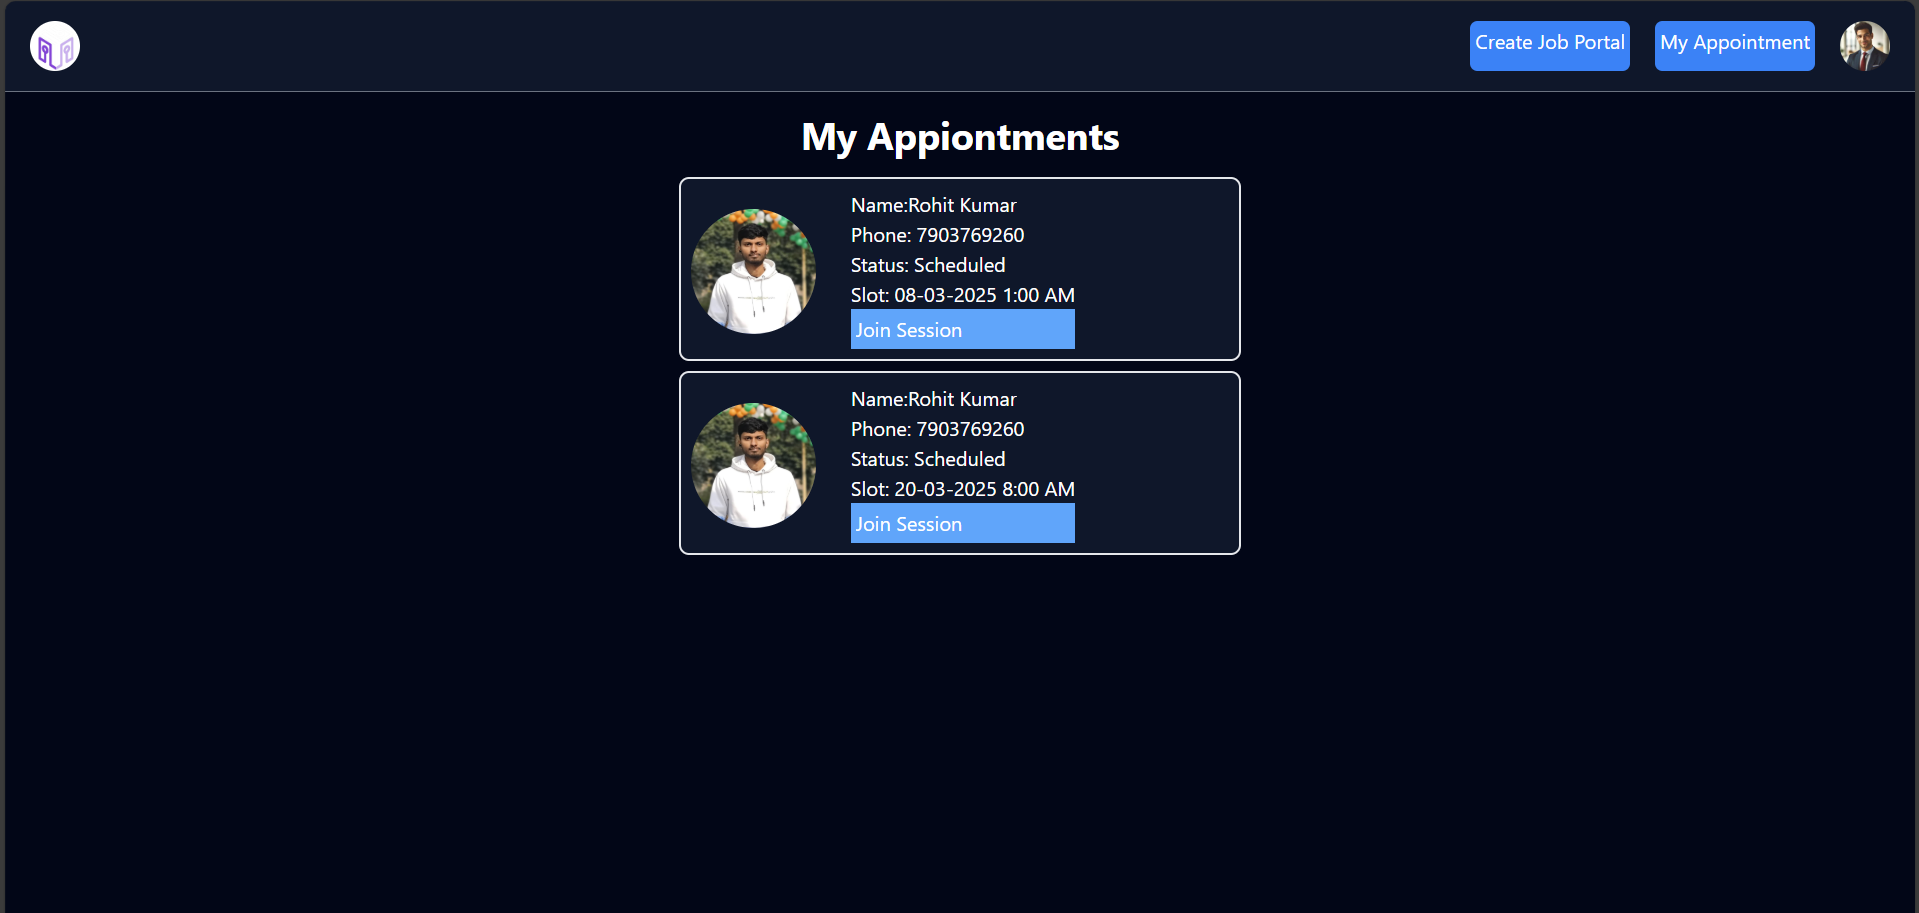 Create Job Portal
My Appointment
My Appiontments
Name:Rohit Kumar
Phone: 7903769260
Status: Scheduled
Slot: 08-03-2025 1:00 AM
Join Session
Name:Rohit Kumar
Phone: 7903769260
Status: Scheduled
Slot: 20-03-2025 8:00 AM
Join Session